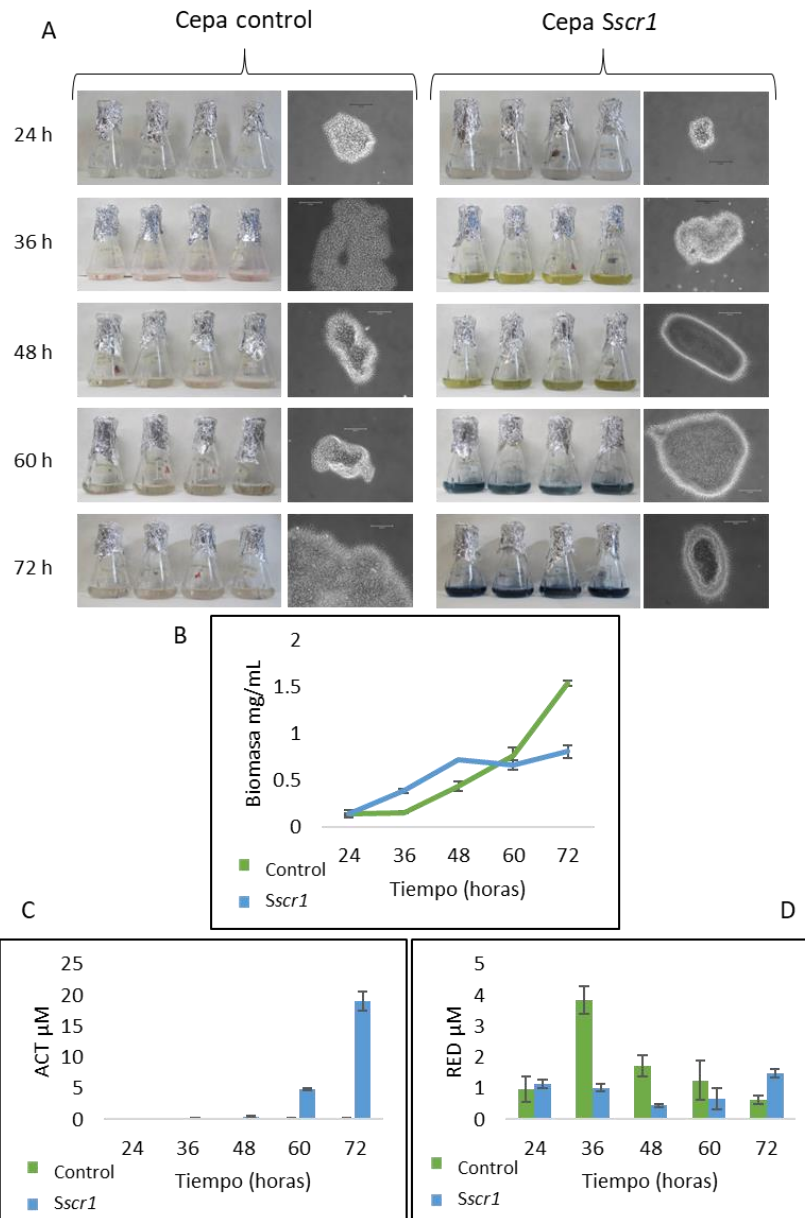 A
Cepa control
Cepa Sscr1
24 h
36 h
48 h
60 h
72 h
B
2
1.5
1
0.5
0
Biomasa mg/mL
24 36 48 60 72
Tiempo (horas)
Control
Sscr1
C
25
20
15
10
5
0
ACT µM
24 36 48 60 72
Tiempo (horas)
Control
Sscr1
D
5
4
3
2
1
0
RED µM
24 36 48 60 72
Tiempo (horas)
Control
Sscr1